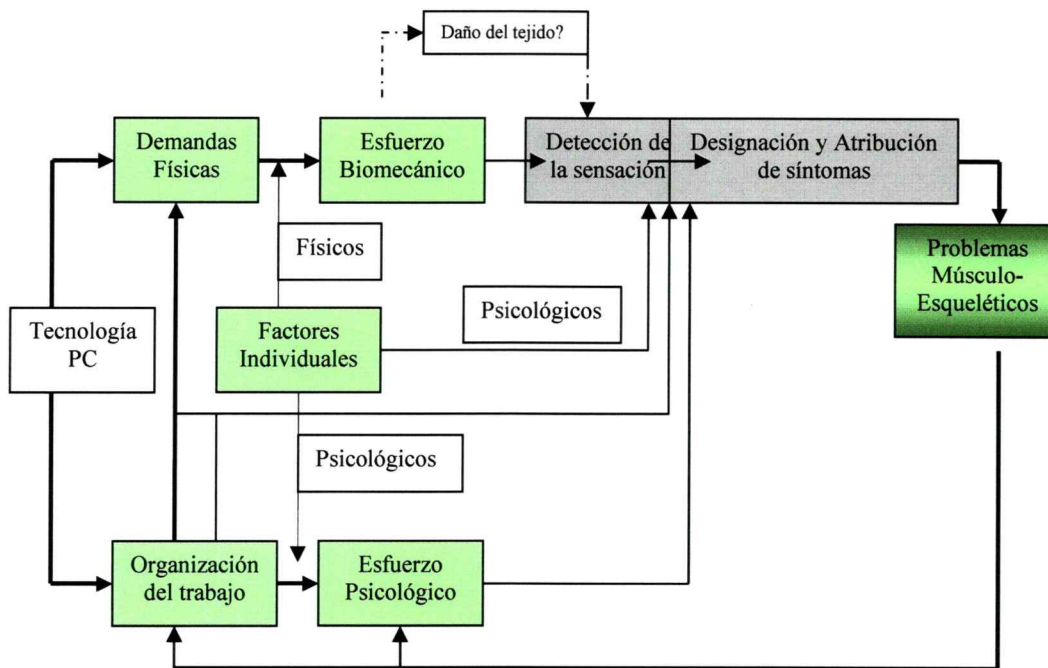 Daño del tejido?
Demandas
Físicas
Esfuerzo
Biomecánico
Detección de
la sensación
Designación y Atribución
de síntomas
Físicos
Problemas
Músculo-
Esqueléticos
Psicológicos
Tecnología
PC
Factores
Individuales
Psicológicos
Organización
del trabajo
Esfuerzo
Psicológico